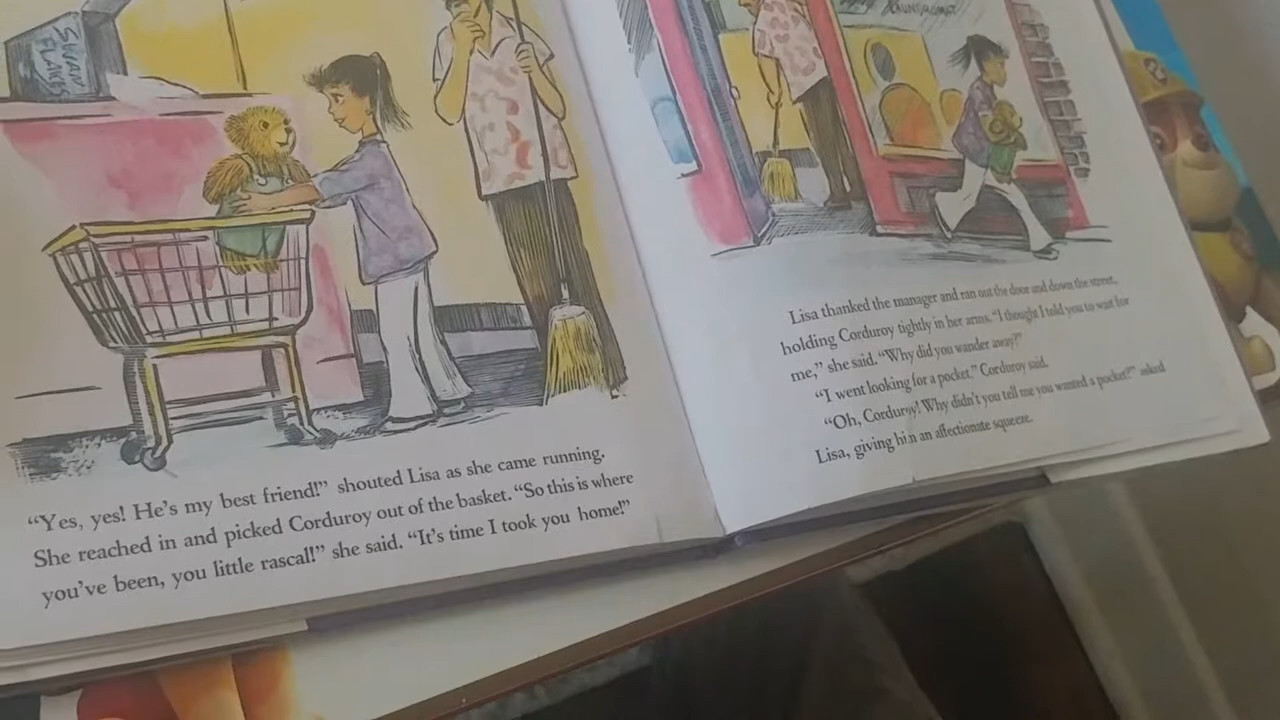 SWAN
FLAKES
"Yes, yes! He's my best friend!" shouted Lisa as she came running.
She reached in and picked Corduroy out of the basket. "So this is where
you've been, you little rascal!" she said. "It's time I took you home!"
Lisa thanked the manager and ran out the door and down the street,
holding Corduroy tightly in her arms. "I thought I told you to wait for
me," she said. "Why did you wander away?"
"I went looking for a pocket," Corduroy said.
"Oh, Corduroy! Why didn't you tell me you wanted a pocket?" asked
Lisa, giving him an affectionate squeeze.